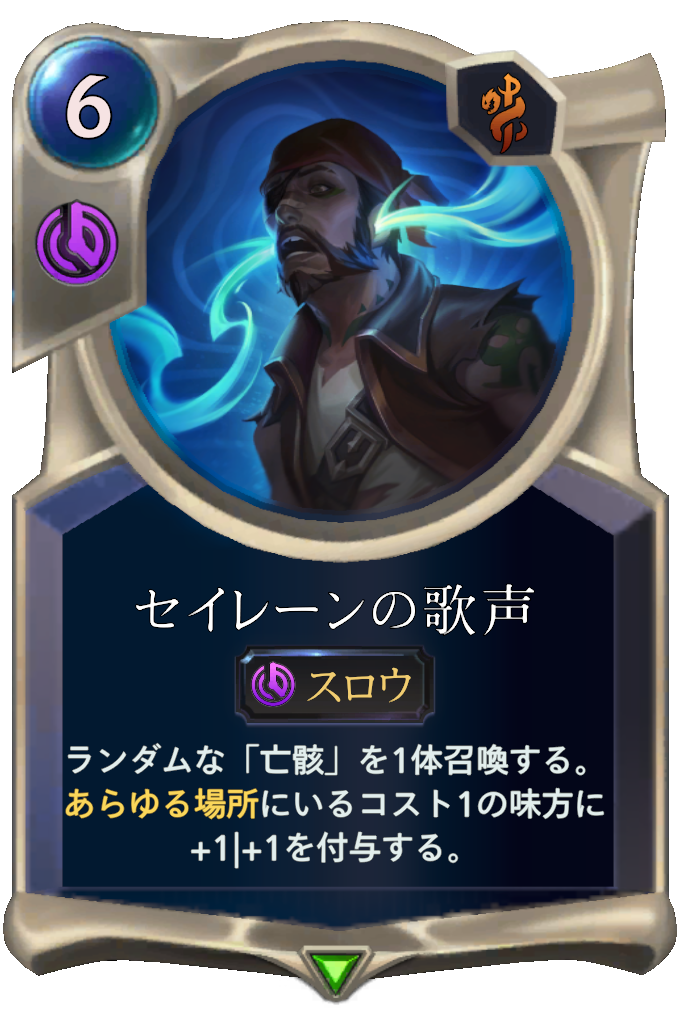 6
セイレーンの歌声
スロウ
ランダムな「亡骸」を1体召喚する。
あらゆる場所にいるコスト1の味方に
+1|+1を付与する。